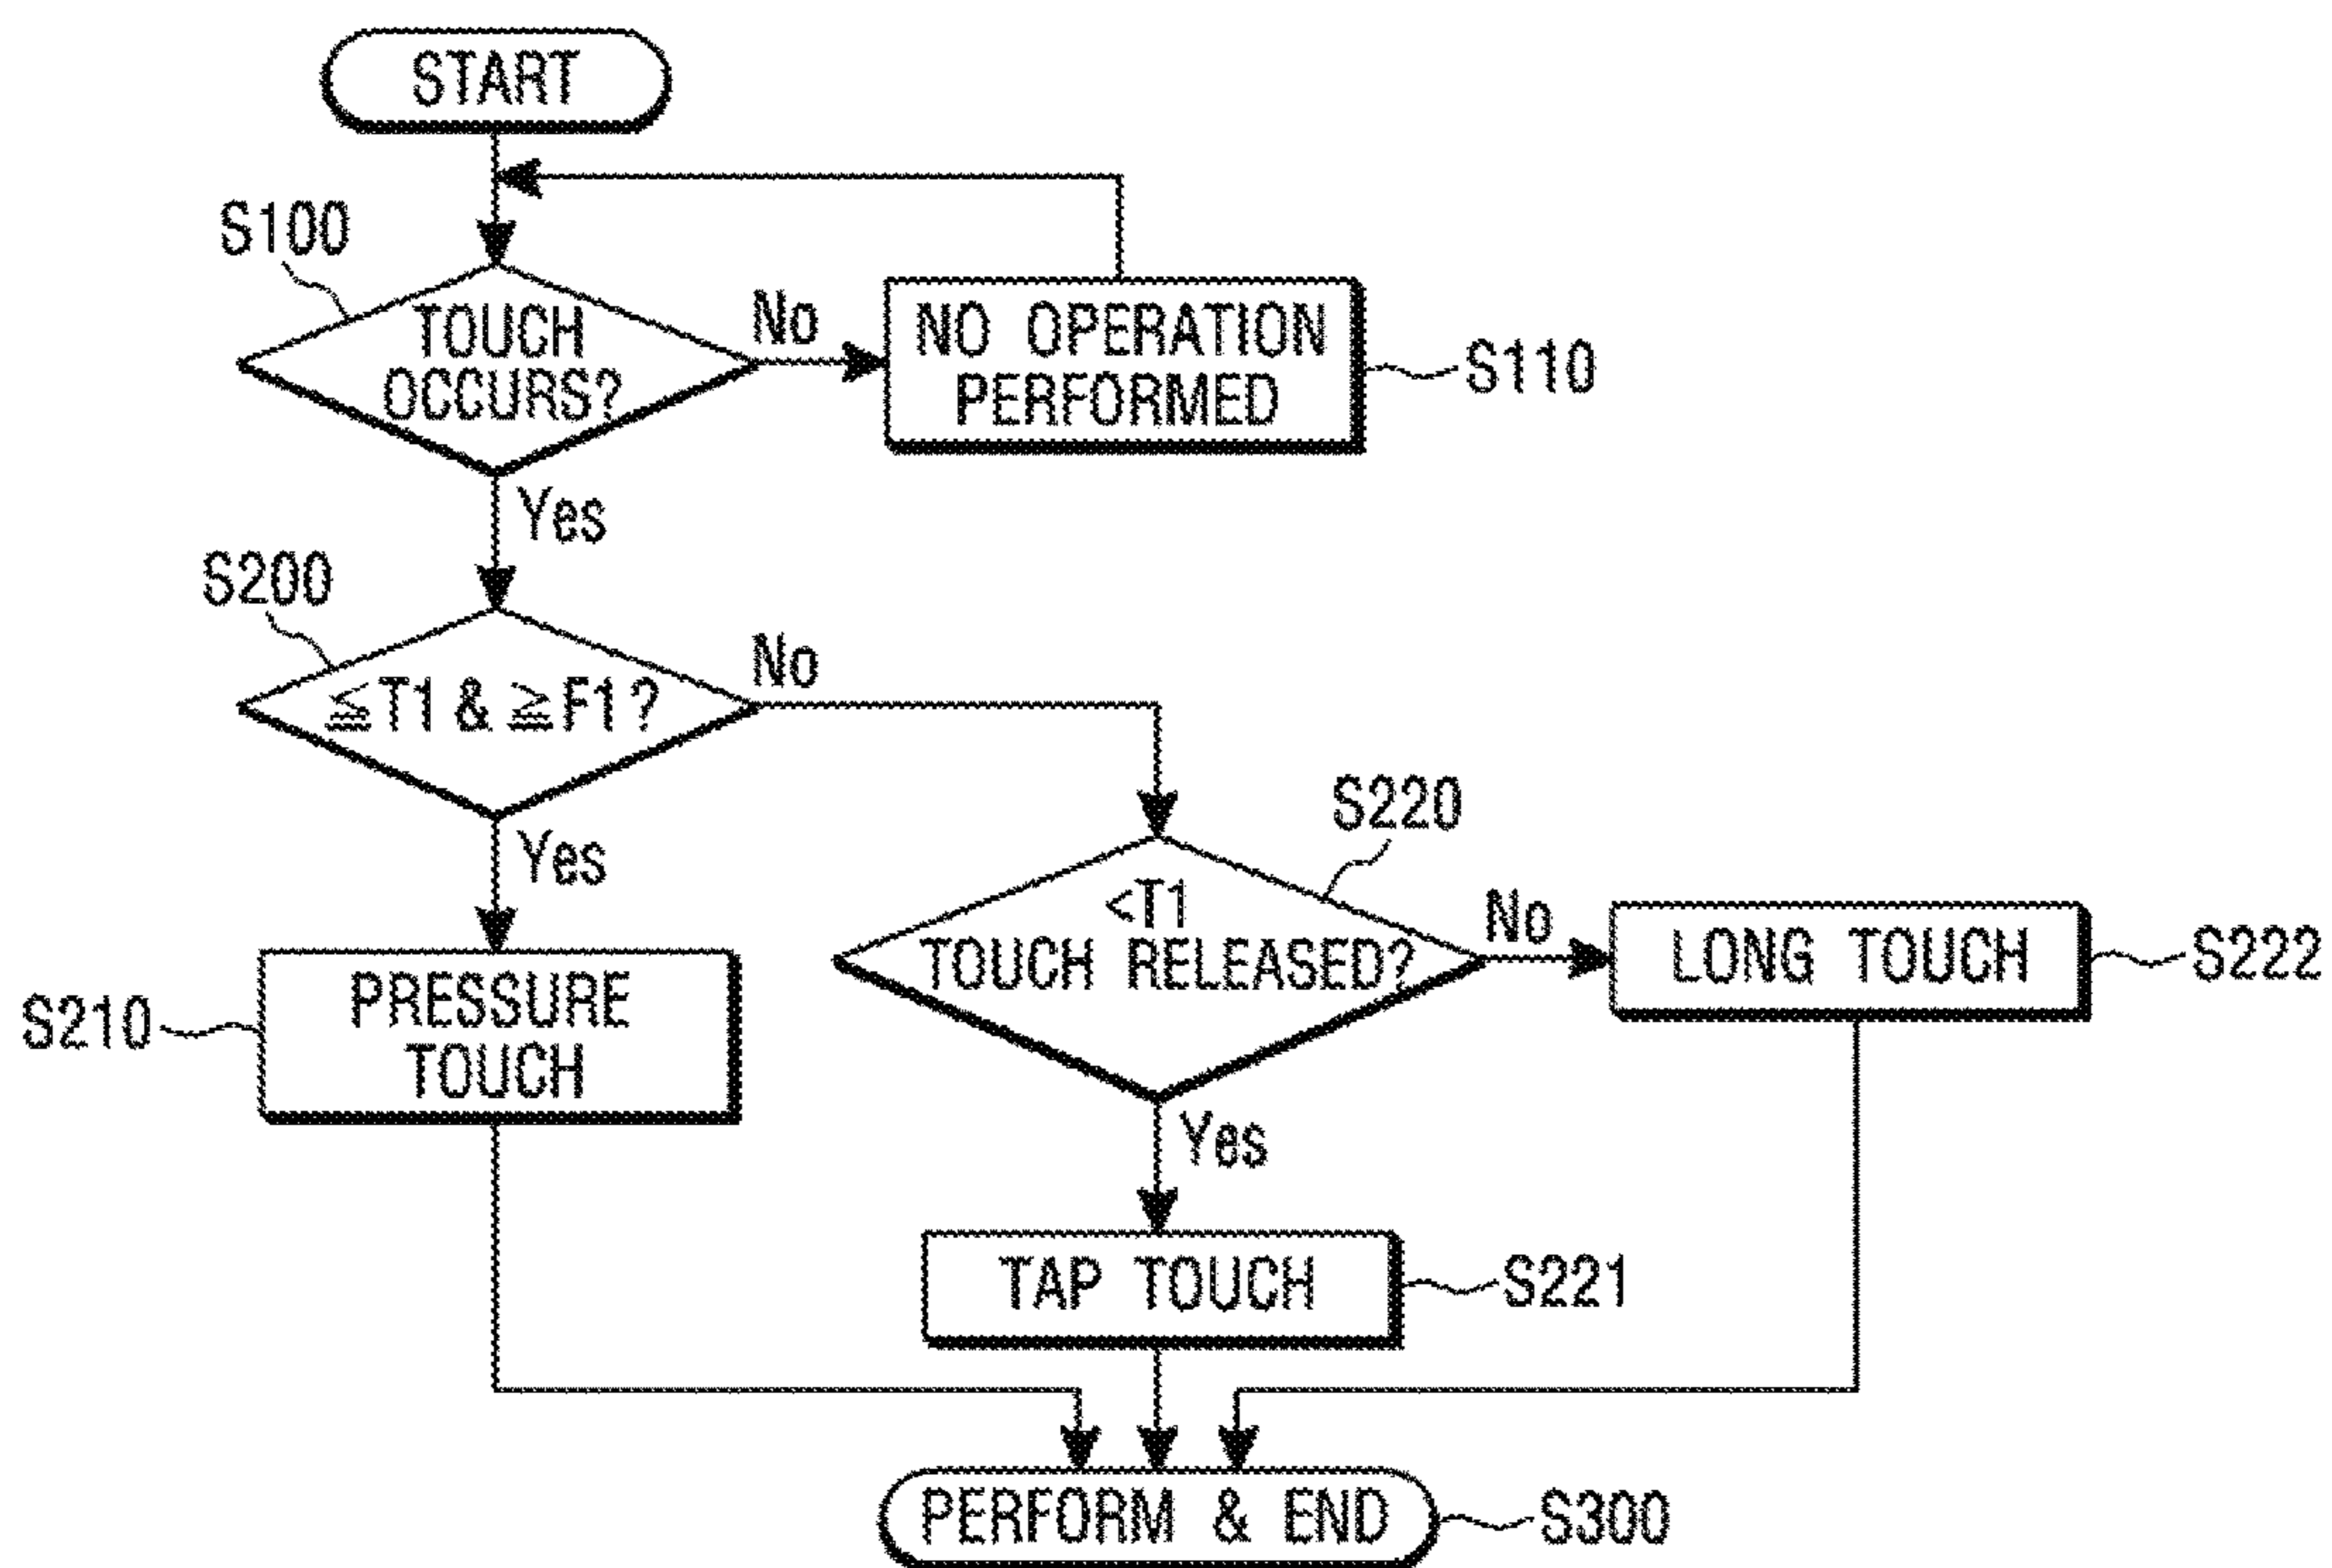 START
S100
TOUCH
OCCURS?
No
NO OPERATION
PERFORMED
S110
Yes
S200
≦T1 & ≧F1 ?
No
Yes
S220
<T1
TOUCH RELEASED?
No
LONG TOUCH
S222
S210
PRESSURE
TOUCH
Yes
TAP TOUCH
S221
PERFORM & END
S300